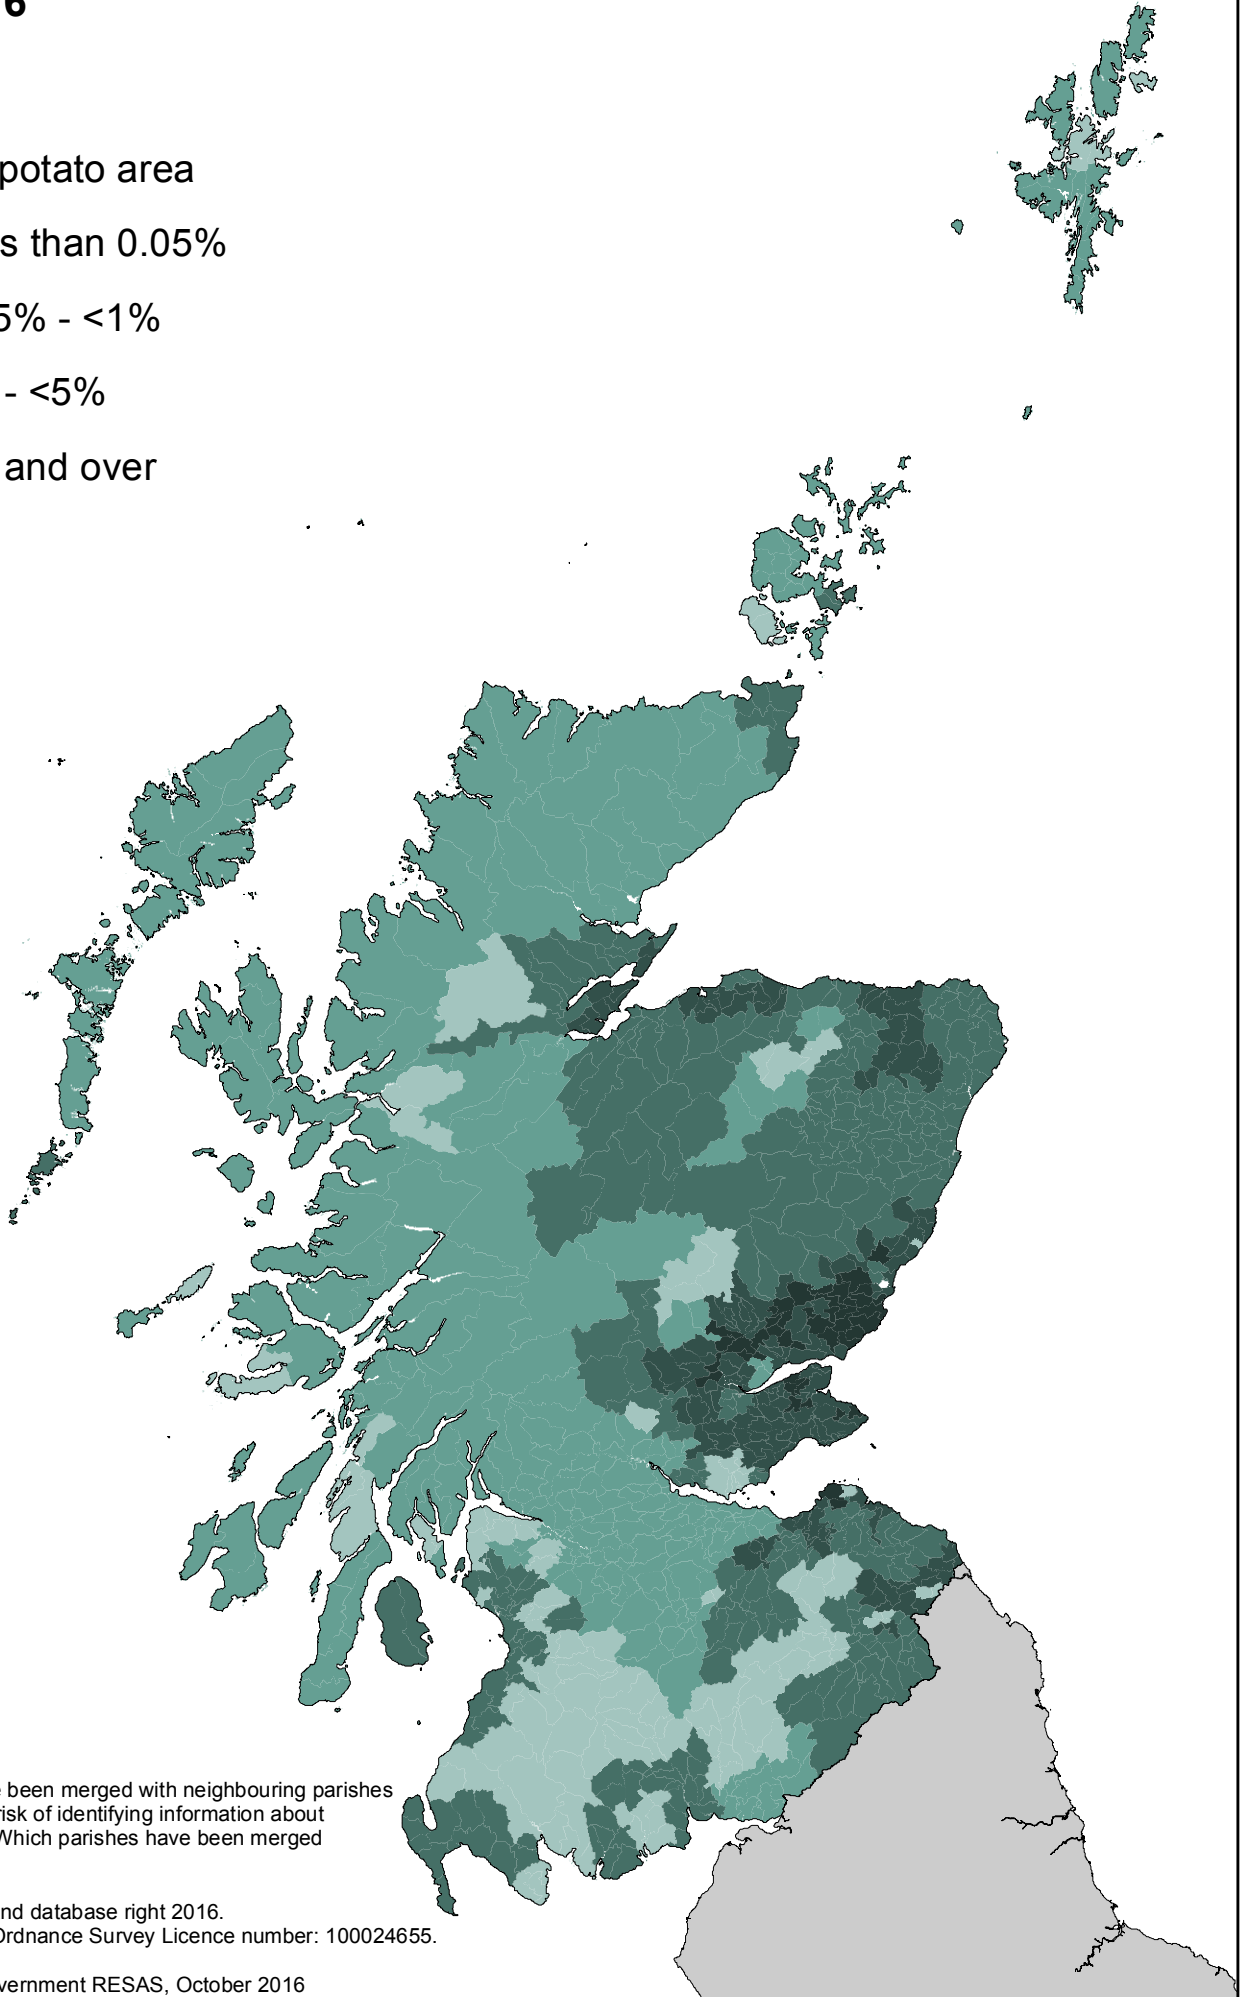 6
potato area
s than 0.05%
5% - <1%
- <5%
and over
e been merged with neighbouring parishes
risk of identifying information about
Which parishes have been merged
nd database right 2016.
Ordnance Survey Licence number: 100024655.
vernment RESAS, October 2016